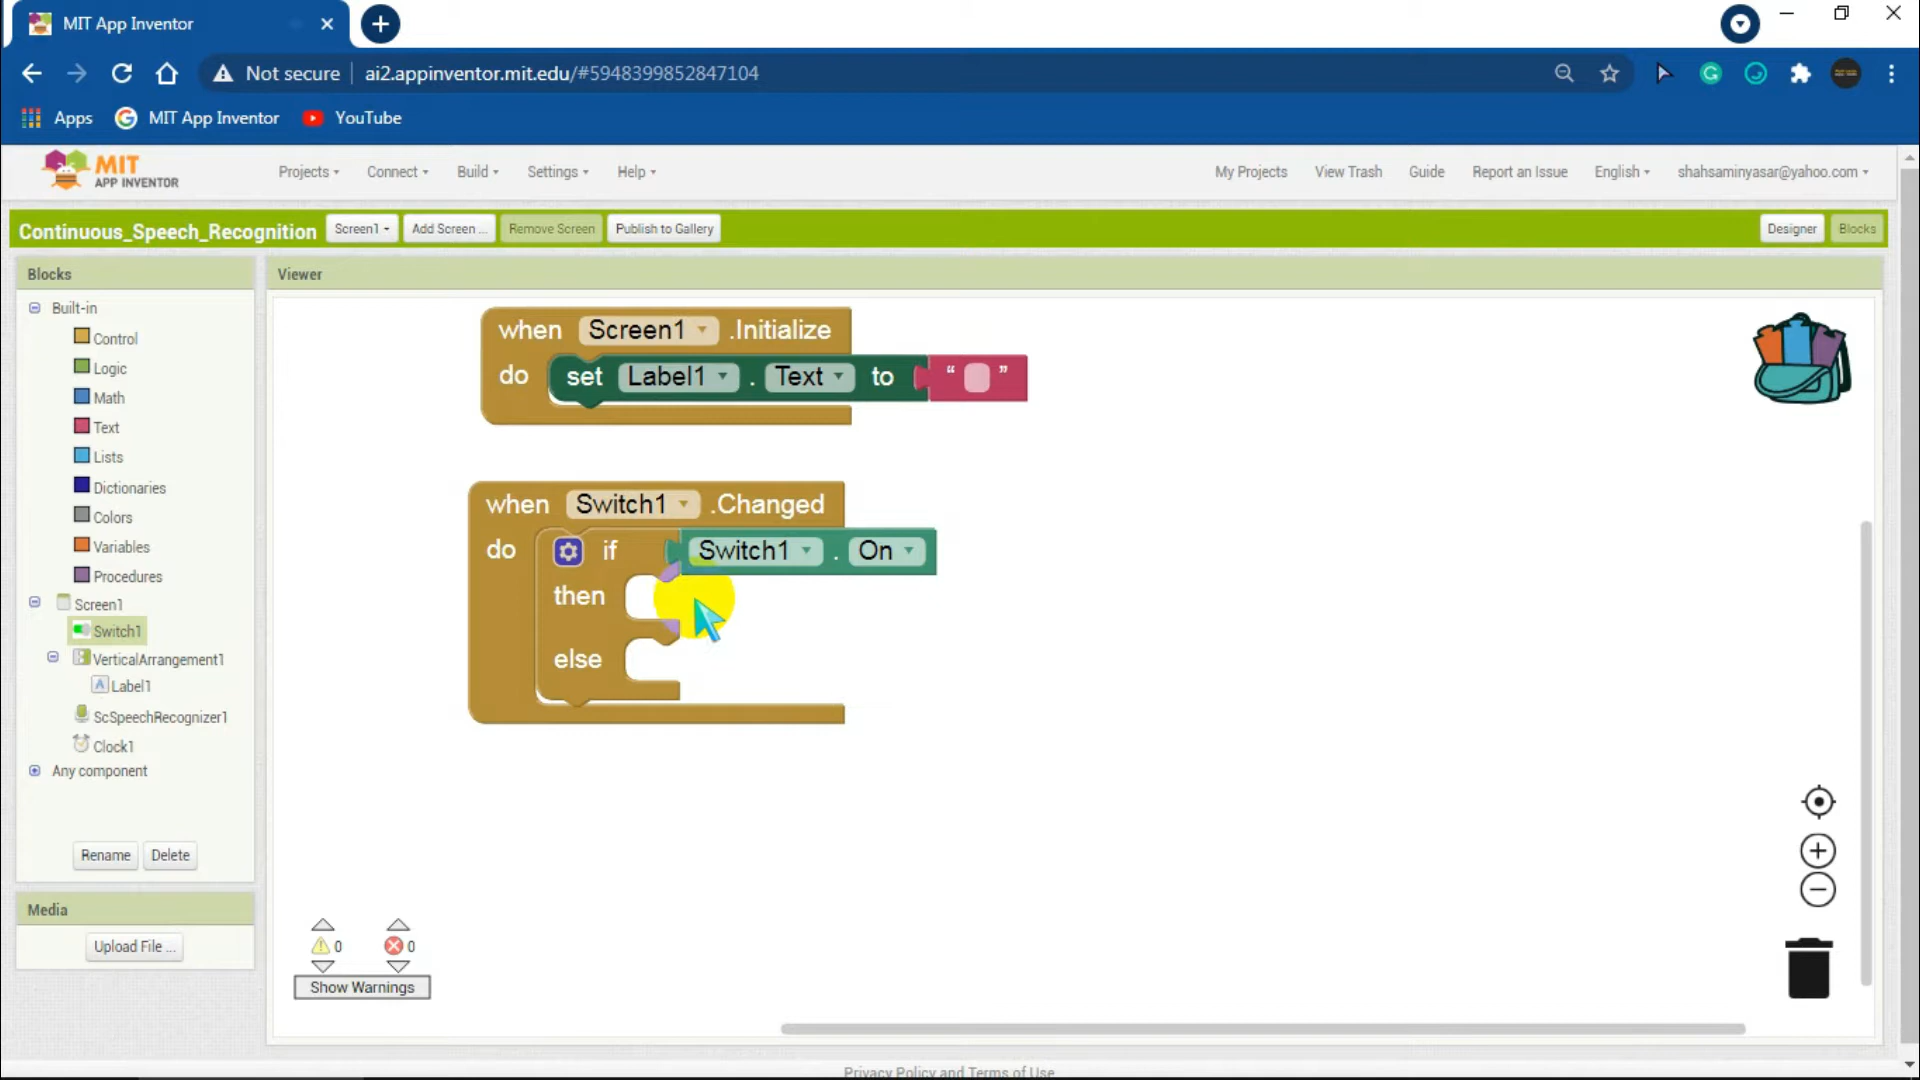 MIT App Inventor
Not secure
ai2.appinventor.mit.edu/#5948399852847104
Apps
MIT App Inventor
YouTube
MIT
APP INVENTOR
Projects
Connect
Build
Settings
Help
My Projects
View Trash
Guide
Report an Issue
English
shahsaminyasar@yahoo.com
Continuous_Speech_Recognition
Screen1
Add Screen ...
Remove Screen
Publish to Gallery
Designer
Blocks
Blocks
Viewer
Built-in
Control
Logic
Math
Text
Lists
Dictionaries
Colors
Variables
Procedures
Screen1
Switch1
VerticalArrangement1
A Label1
ScSpeechRecognizer1
Clock1
Any component
Rename
Delete
Media
Upload File ...
when Screen1 .Initialize
do set Label1 . Text to “ ”
when Switch1 .Changed
do if Switch1 . On
then
else
0
0
Show Warnings
Privacy Policy and Terms of Use